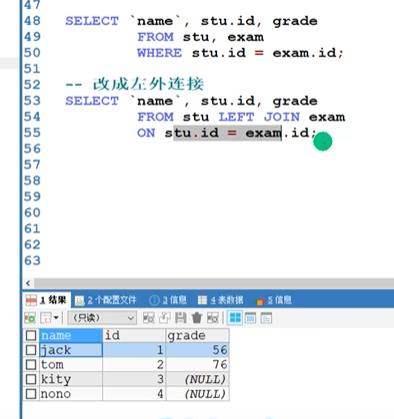 47
48 SELECT `name`, stu.id, grade
49 FROM stu, exam
50 WHERE stu.id = exam.id;
51
52 -- 改成左外连接
53 SELECT `name`, stu.id, grade
54 FROM stu LEFT JOIN exam
55 ON stu.id = exam.id;
56
57
58
59
60
61
62
63
1 结果 2 个配置文件 3 信息 4 表数据 5 信息
(只读)
name id grade
jack 1 56
tom 2 76
kity 3 (NULL)
nono 4 (NULL)